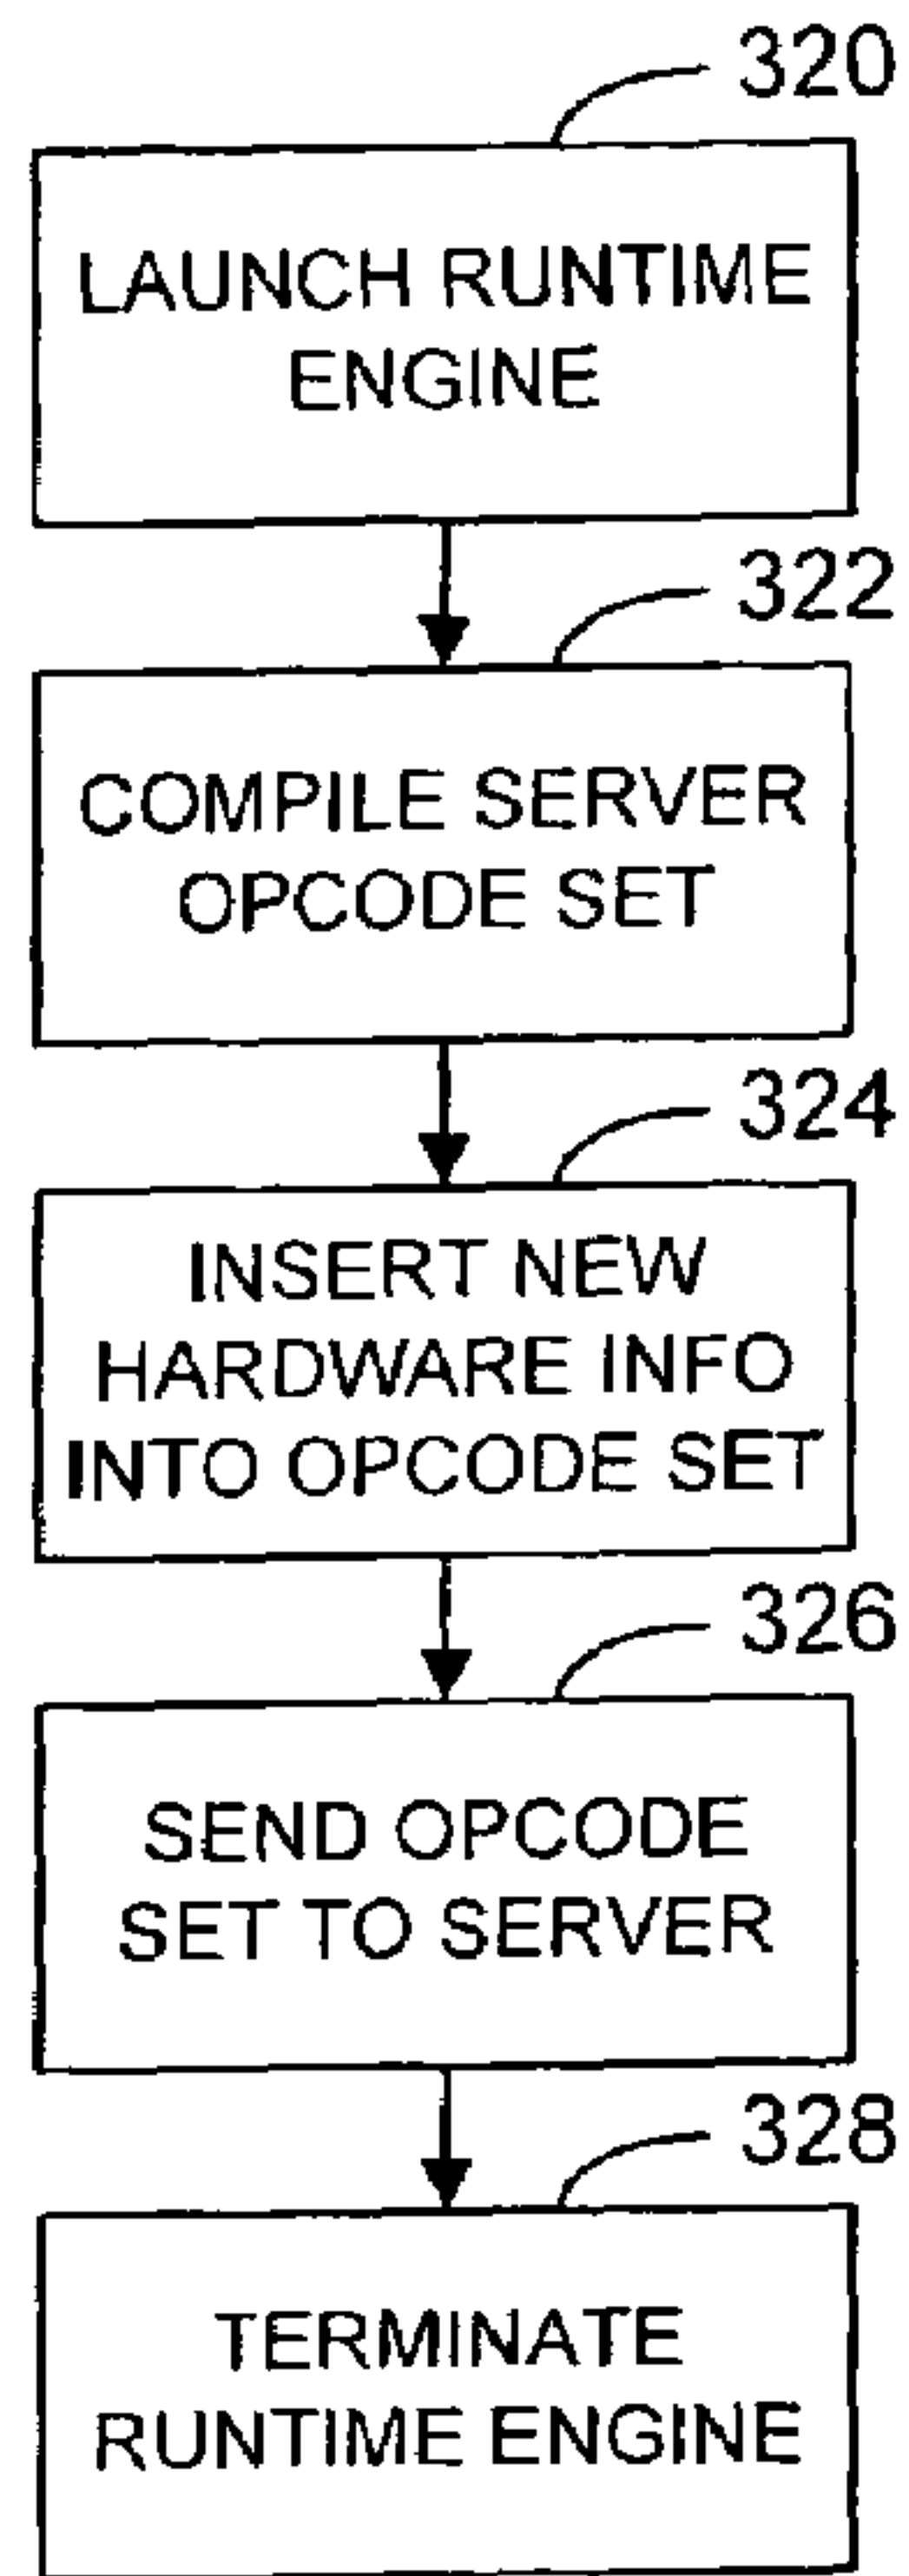 320
LAUNCH RUNTIME
ENGINE
322
COMPILE SERVER
OPCODE SET
324
INSERT NEW
HARDWARE INFO
INTO OPCODE SET
326
SEND OPCODE
SET TO SERVER
328
TERMINATE
RUNTIME ENGINE